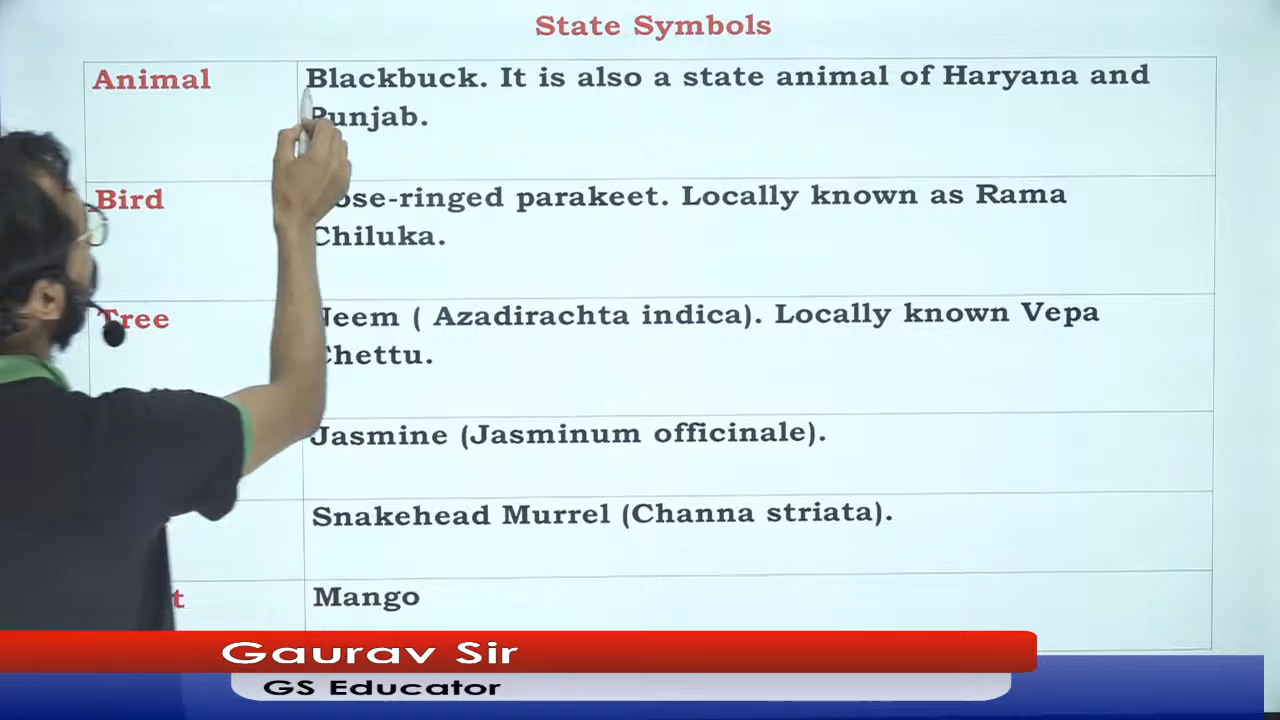 State Symbols
Animal
Blackbuck. It is also a state animal of Haryana and
Punjab.
Bird
ose-ringed parakeet. Locally known as Rama
Chiluka.
Tree
Neem ( Azadirachta indica). Locally known Vepa
Chettu.
Jasmine (Jasminum officinale).
Snakehead Murrel (Channa striata).
t
Mango
Gaurav Sir
GS Educator